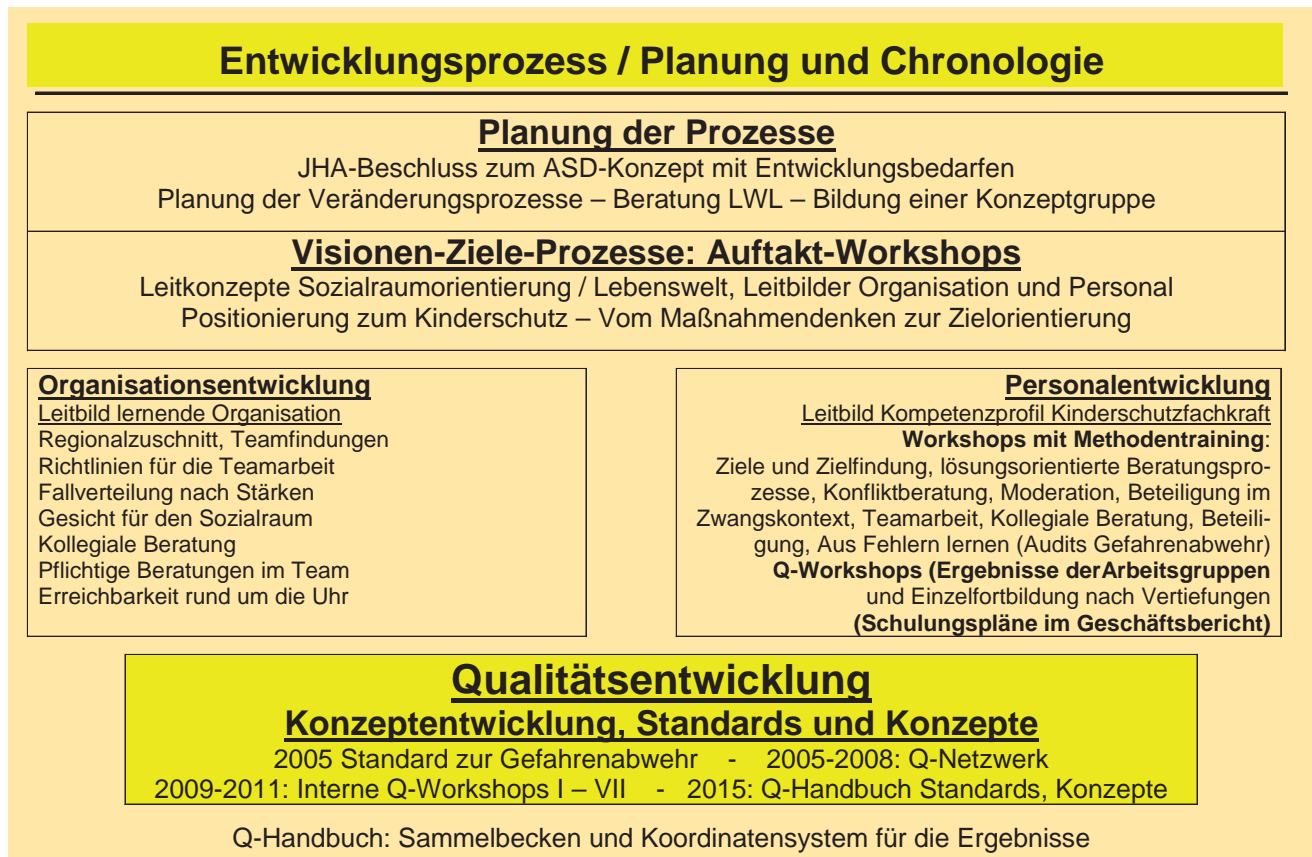 Entwicklungsprozess / Planung und Chronologie
Planung der Prozesse
JHA-Beschluss zum ASD-Konzept mit Entwicklungsbedarfen
Planung der Veränderungsprozesse – Beratung LWL – Bildung einer Konzeptgruppe
Visionen-Ziele-Prozesse: Auftakt-Workshops
Leitkonzepte Sozialraumorientierung / Lebenswelt, Leitbilder Organisation und Personal
Positionierung zum Kinderschutz – Vom Maßnahmendenken zur Zielorientierung
Organisationsentwicklung
Leitbild lernende Organisation
Regionalzuschnitt, Teamfindungen
Richtlinien für die Teamarbeit
Fallverteilung nach Stärken
Gesicht für den Sozialraum
Kollegiale Beratung
Pflichtige Beratungen im Team
Erreichbarkeit rund um die Uhr
Personalentwicklung
Leitbild Kompetenzprofil Kinderschutzfachkraft
Workshops mit Methodentraining:
Ziele und Zielfindung, lösungsorientierte Beratungspro-
zesse, Konfliktberatung, Moderation, Beteiligung im
Zwangskontext, Teamarbeit, Kollegiale Beratung, Beteili-
gung, Aus Fehlern lernen (Audits Gefahrenabwehr)
Q-Workshops (Ergebnisse derArbeitsgruppen
und Einzelfortbildung nach Vertiefungen
(Schulungspläne im Geschäftsbericht)
Qualitätsentwicklung
Konzeptentwicklung, Standards und Konzepte
2005 Standard zur Gefahrenabwehr - 2005-2008: Q-Netzwerk
2009-2011: Interne Q-Workshops I – VII - 2015: Q-Handbuch Standards, Konzepte
Q-Handbuch: Sammelbecken und Koordinatensystem für die Ergebnisse